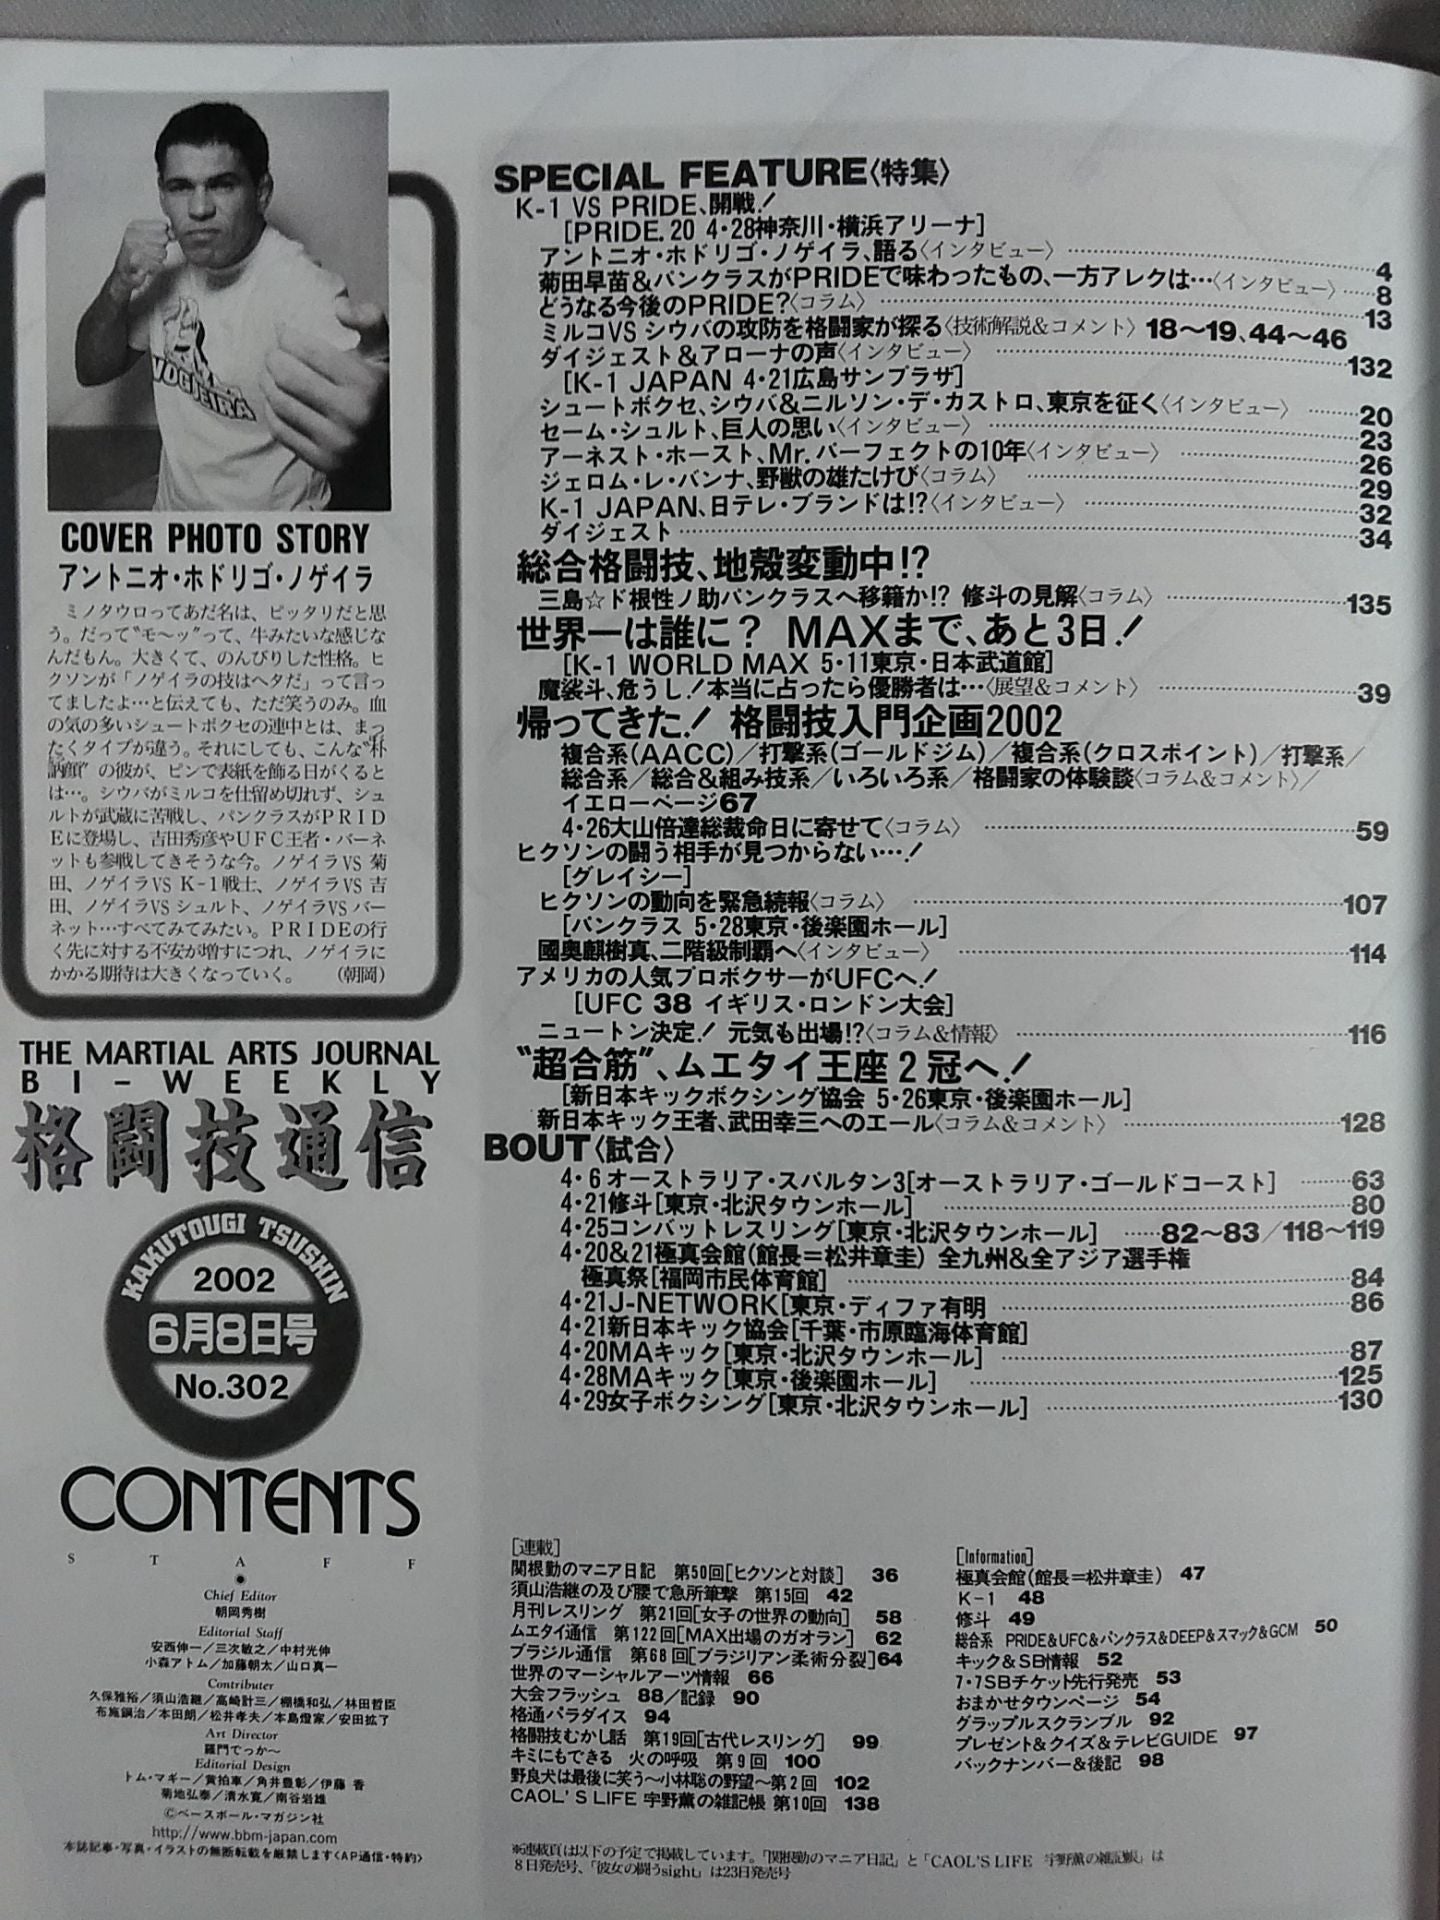 VOGUEIRA
COVER PHOTO STORY
アントニオ・ホドリゴ・ノゲイラ
ミノタウロってあだ名は、ピッタリだと思
う。だって〝モ〜ッ〟って、牛みたいな感じな
んだもん。大きくて、のんびりした性格。ヒ
クソンが「ノゲイラの技はヘタだ」って言っ
てましたよ…と伝えても、ただ笑うのみ。血
の気の多いシュートボクセの連中とは、まっ
たくタイプが違う。それにしても、こんな〝朴
訥顔〟の彼が、ピンで表紙を飾る日がくると
は…。シウバがミルコを仕留め切れず、シュ
ルトが武蔵に苦戦し、パンクラスがPRID
Eに登場し、吉田秀彦やUFC王者・バーネ
ットも参戦してきそうな今。ノゲイラVS 菊
田、ノゲイラVS K-1戦士、ノゲイラVS 吉
田、ノゲイラVS シュルト、ノゲイラVS バー
ネット…すべてみてみたい。PRIDEの行
く先に対する不安が増すにつれ、ノゲイラに
かかる期待は大きくなっていく。 (朝岡)
THE MARTIAL ARTS JOURNAL
BI-WEEKLY
格闘技通信
KAKUTOUGI TSUSHIN
2002
6月8日号
No.302
CONTENTS
STAFF
Chief Editor
朝岡秀樹
Editorial Staff
安西伸一／三次敏之／中村光伸
小森アトム／加藤朝太／山口真一
Contributer
久保雅裕／須山浩継／高崎計三／棚橋和弘／林田哲臣
布施鋼治／本田朗／松井孝夫／本島燈家／安田拡了
Art Director
羅門でっか〜
Editorial Design
トム・マギー／黄拍車／角井豊彰／伊藤 香
菊地弘泰／清水寛／南谷岩雄
©ベースボール・マガジン社
http://www.bbm-japan.com
本誌記事・写真・イラストの無断転載を厳禁します〈AP通信・特約〉
SPECIAL FEATURE〈特集〉
K-1 VS PRIDE、開戦！
[PRIDE.20 4・28神奈川・横浜アリーナ]
アントニオ・ホドリゴ・ノゲイラ、語る〈インタビュー〉 4
菊田早苗＆パンクラスがPRIDEで味わったもの、一方アレクは…〈インタビュー〉 8
どうなる今後のPRIDE？〈コラム〉 13
ミルコVSシウバの攻防を格闘家が探る〈技術解説＆コメント〉 18〜19、44〜46
ダイジェスト＆アローナの声〈インタビュー〉 132
[K-1 JAPAN 4・21広島サンプラザ]
シュートボクセ、シウバ＆ニルソン・デ・カストロ、東京を征く〈インタビュー〉 20
セーム・シュルト、巨人の思い〈インタビュー〉 23
アーネスト・ホースト、Mr.パーフェクトの10年〈インタビュー〉 26
ジェロム・レ・バンナ、野獣の雄たけび〈コラム〉 29
K-1 JAPAN、日テレ・ブランドは!?〈インタビュー〉 32
ダイジェスト 34
総合格闘技、地殻変動中!?
三島☆ド根性ノ助パンクラスへ移籍か!? 修斗の見解〈コラム〉 135
世界一は誰に？ MAXまで、あと3日！
[K-1 WORLD MAX 5・11東京・日本武道館]
魔裟斗、危うし！本当に占ったら優勝者は…〈展望＆コメント〉 39
帰ってきた！ 格闘技入門企画2002
複合系(AACC)／打撃系(ゴールドジム)／複合系(クロスポイント)／打撃系／
総合系／総合＆組み技系／いろいろ系／格闘家の体験談〈コラム＆コメント〉／
イエローページ67
4・26大山倍達総裁命日に寄せて〈コラム〉 59
ヒクソンの闘う相手が見つからない…！
[グレイシー]
ヒクソンの動向を緊急続報〈コラム〉 107
[パンクラス 5・28東京・後楽園ホール]
國奥麒樹真、二階級制覇へ〈インタビュー〉 114
アメリカの人気プロボクサーがUFCへ！
[UFC 38 イギリス・ロンドン大会]
ニュートン決定！ 元気も出場!?〈コラム＆情報〉 116
〝超合筋〟、ムエタイ王座2冠へ！
[新日本キックボクシング協会 5・26東京・後楽園ホール]
新日本キック王者、武田幸三へのエール〈コラム＆コメント〉 128
BOUT〈試合〉
4・6 オーストラリア・スパルタン3[オーストラリア・ゴールドコースト] 63
4・21修斗[東京・北沢タウンホール] 80
4・25コンバットレスリング[東京・北沢タウンホール] 82〜83／118〜119
4・20＆21極真会館(館長＝松井章圭) 全九州＆全アジア選手権
極真祭[福岡市民体育館] 84
4・21J-NETWORK[東京・ディファ有明 86
4・21新日本キック協会[千葉・市原臨海体育館]
4・20MAキック[東京・北沢タウンホール] 87
4・28MAキック[東京・後楽園ホール] 125
4・29女子ボクシング[東京・北沢タウンホール] 130
[連載]
関根勤のマニア日記 第50回[ヒクソンと対談] 36
須山浩継の及び腰で急所筆撃 第15回 42
月刊レスリング 第21回[女子の世界の動向] 58
ムエタイ通信 第122回[MAX出場のガオラン] 62
ブラジル通信 第68回[ブラジリアン柔術分裂] 64
世界のマーシャルアーツ情報 66
大会フラッシュ 88／記録 90
格通パラダイス 94
格闘技むかし話 第19回[古代レスリング] 99
キミにもできる 火の呼吸 第9回 100
野良犬は最後に笑う〜小林聡の野望〜第2回 102
CAOL'S LIFE 宇野薫の雑記帳 第10回 138
[Information]
極真会館(館長＝松井章圭) 47
K-1 48
修斗 49
総合系 PRIDE＆UFC＆パンクラス＆DEEP＆スマック＆GCM 50
キック＆SB情報 52
7・7SBチケット先行発売 53
おまかせタウンページ 54
グラップルスクランブル 92
プレゼント＆クイズ＆テレビGUIDE 97
バックナンバー＆後記 98
※連載頁は以下の予定で掲載しています。「関根勤のマニア日記」と「CAOL'S LIFE 宇野薫の雑記帳」は
8日発売号、「彼女の闘うsight」は23日発売号